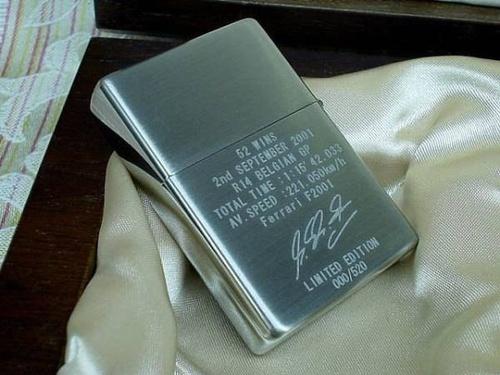 52 WINS
2nd SEPTEMBER 2001
R14 BELGIAN GP
TOTAL TIME : 1:15'42.033
AV. SPEED : 221.050km/h
Ferrari F2001
LIMITED EDITION
000/520